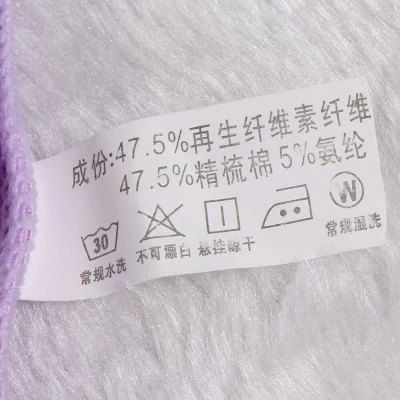 成份:47.5%再生纤维素纤维
47.5%精梳棉 5%氨纶
30 W
常规水洗 不可漂白 悬挂晾干 常规湿洗